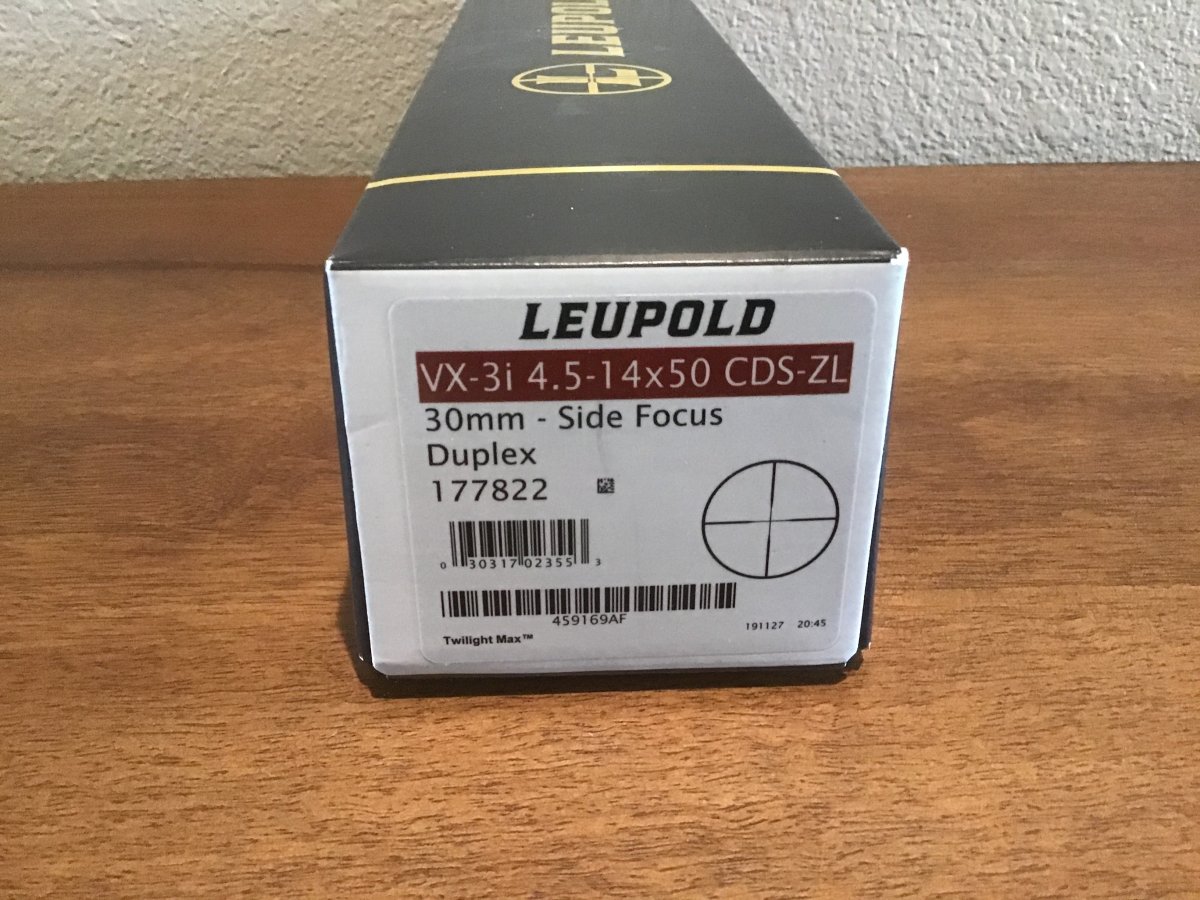 LEUPOLD
LEUPOLD
VX-3i 4.5-14x50 CDS-ZL
30mm - Side Focus
Duplex
177822
0 30317 02355 3
459169AF
Twilight Max™
191127 20:45